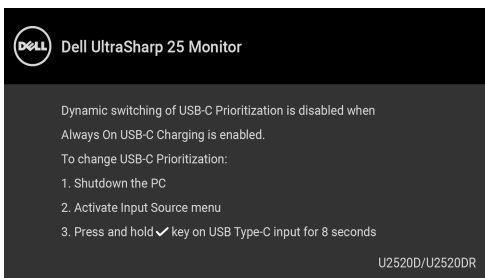 DELL
Dell UltraSharp 25 Monitor
Dynamic switching of USB-C Prioritization is disabled when
Always On USB-C Charging is enabled.
To change USB-C Prioritization:
1. Shutdown the PC
2. Activate Input Source menu
3. Press and hold ✓ key on USB Type-C input for 8 seconds
U2520D/U2520DR